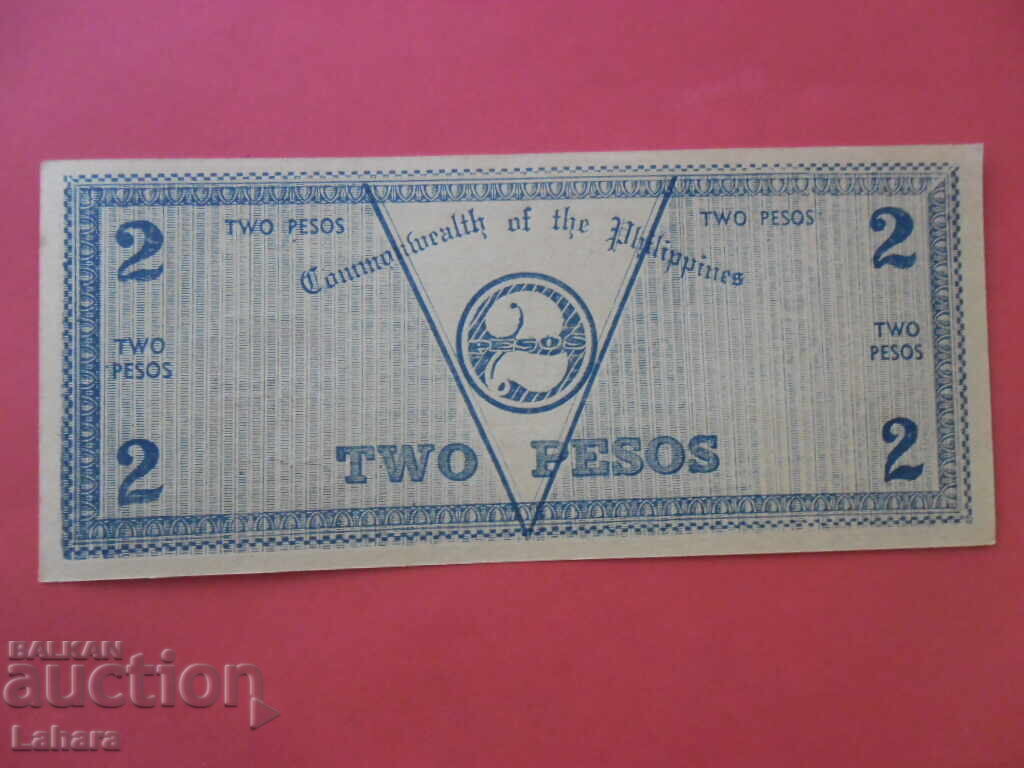 2 TWO PESOS Commonwealth of the Philippines TWO PESOS 2
TWO PESOS
2 PESOS
TWO PESOS
2 TWO PESOS 2
BALKAN
auction
Lahara